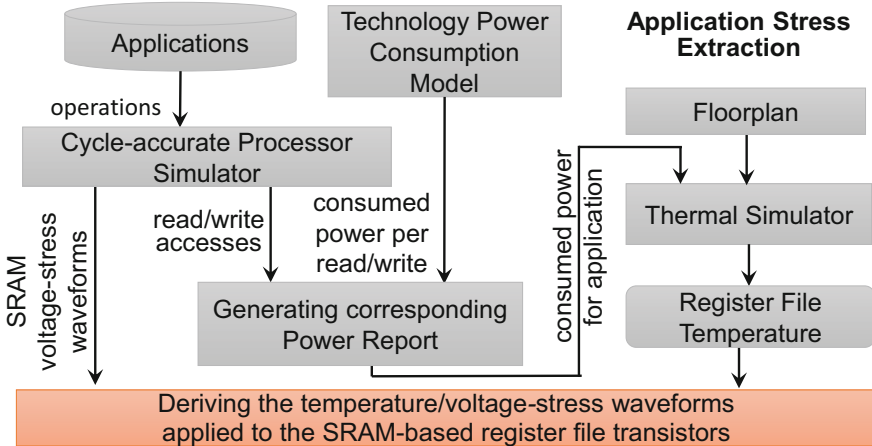 Applications
Technology Power
Consumption
Model
Application Stress
Extraction
operations
Cycle-accurate Processor
Simulator
Floorplan
SRAM
voltage-stress
waveforms
read/write
accesses
consumed
power per
read/write
consumed power
for application
Thermal Simulator
Generating corresponding
Power Report
Register File
Temperature
Deriving the temperature/voltage-stress waveforms
applied to the SRAM-based register file transistors